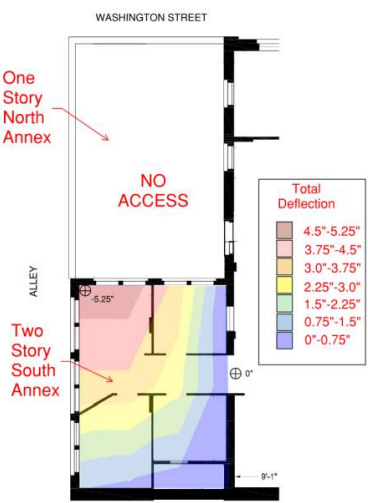 WASHINGTON STREET
One
Story
North
Annex
NO
ACCESS
Total
Deflection
4.5"-5.25"
3.75"-4.5"
3.0"-3.75"
2.25"-3.0"
1.5"-2.25"
0.75"-1.5"
0"-0.75"
ALLEY
-5.25"
Two
Story
South
Annex
0"
9'-1"